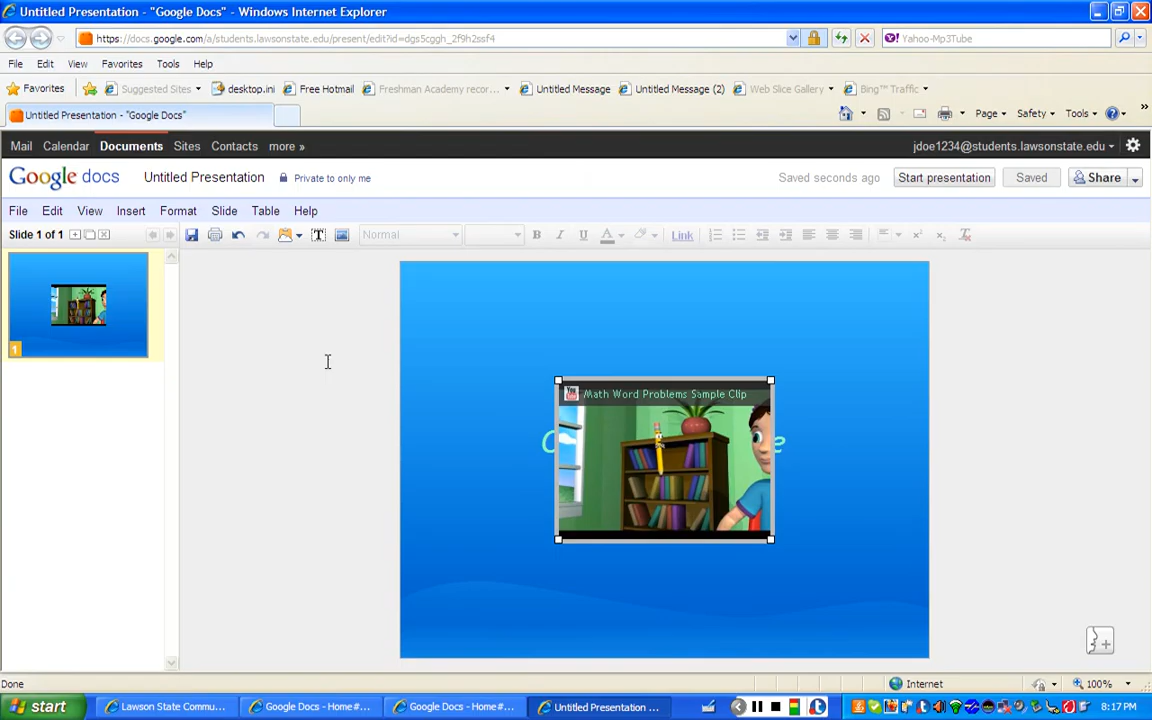 Untitled Presentation - "Google Docs" - Windows Internet Explorer
https://docs.google.com/a/students.lawsonstate.edu/present/edit?id=dgs5cggh_2f9h2ssf4
Yahoo-Mp3Tube
File Edit View Favorites Tools Help
Favorites Suggested Sites desktop.ini Free Hotmail Freshman Academy recor... Untitled Message Untitled Message (2) Web Slice Gallery Bing™ Traffic
Untitled Presentation - "Google Docs" Page Safety Tools »
Mail Calendar Documents Sites Contacts more » jdoe1234@students.lawsonstate.edu
Google docs Untitled Presentation Private to only me Saved seconds ago Start presentation Saved Share
File Edit View Insert Format Slide Table Help
Slide 1 of 1 T Normal B I U A Link
1
You Tube Math Word Problems Sample Clip
C e
Done Internet 100%
start Lawson State Commu... Google Docs - Home #... Google Docs - Home #... Untitled Presentation ... 8:17 PM